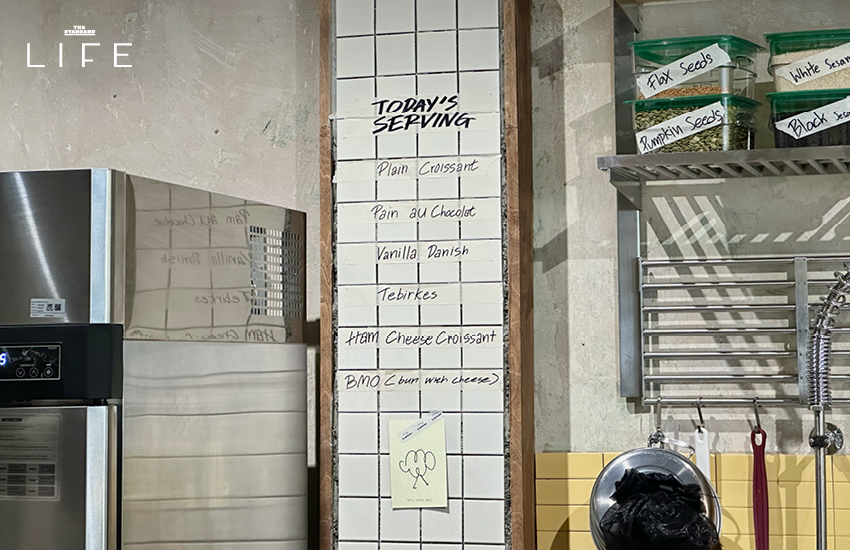 THE
STANDARD
LIFE
TODAY'S
SERVING
Plain Croissant
Pain au Chocolat
Vanilla Danish
Tebirkes
Ham Cheese Croissant
BMO (bun with cheese)
Flax Seeds
White Sesam
Pumpkin Seeds
Black Sesa